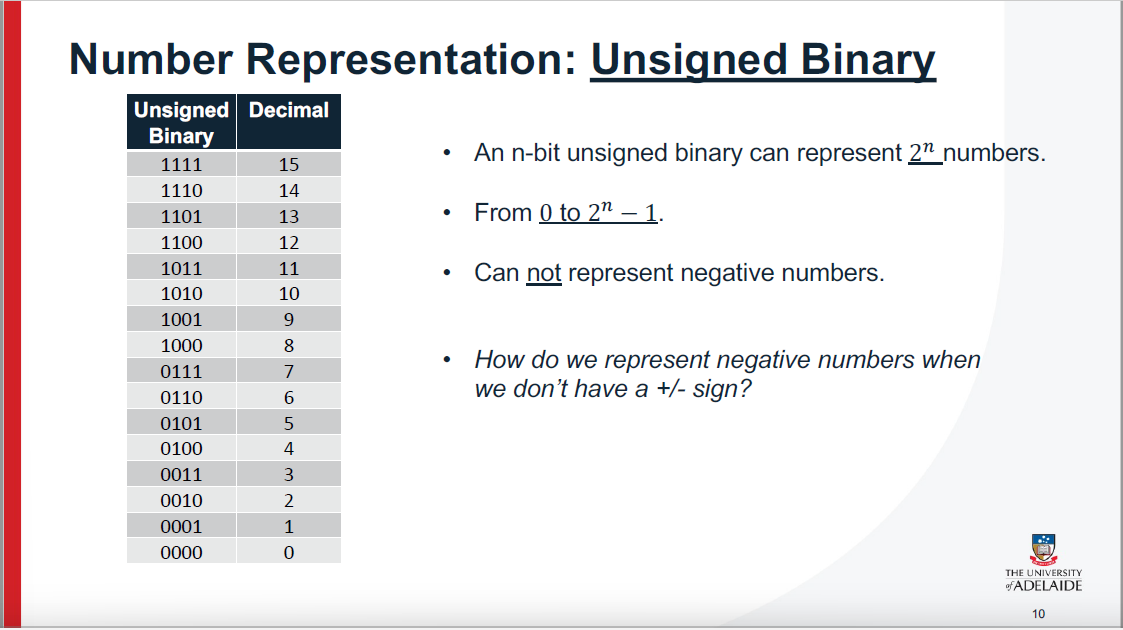 Number Representation: Unsigned Binary
Unsigned Binary Decimal
1111 15
1110 14
1101 13
1100 12
1011 11
1010 10
1001 9
1000 8
0111 7
0110 6
0101 5
0100 4
0011 3
0010 2
0001 1
0000 0
• An n-bit unsigned binary can represent 2ⁿ numbers.
• From 0 to 2ⁿ − 1.
• Can not represent negative numbers.
• How do we represent negative numbers when
we don’t have a +/- sign?
THE UNIVERSITY
of ADELAIDE
10